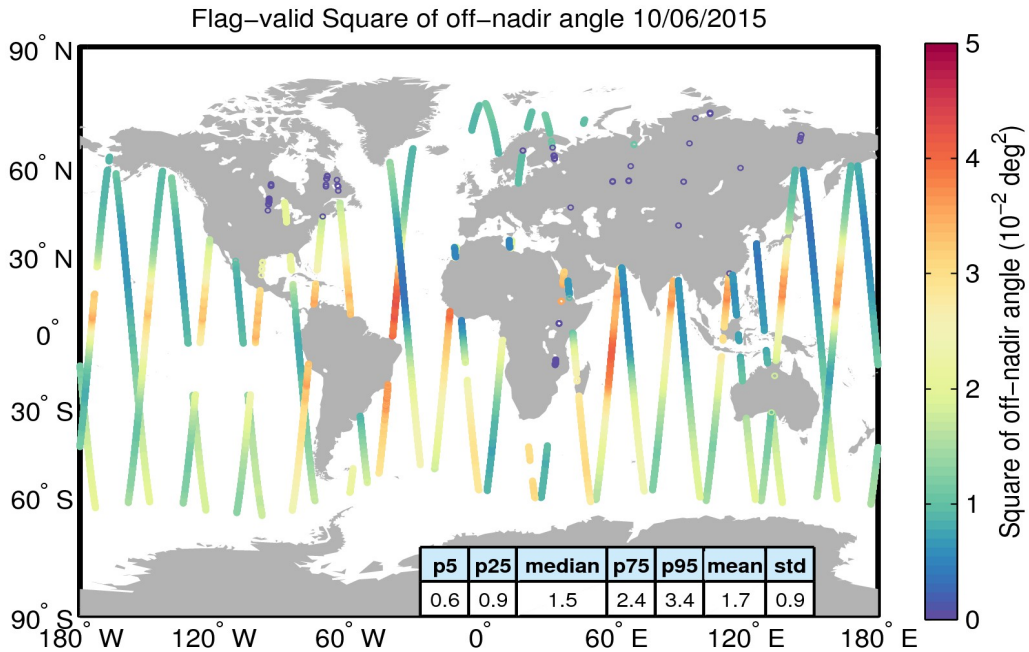 Flag−valid Square of off−nadir angle 10/06/2015
90° N
60° N
30° N
0°
30° S
60° S
90° S
180° W 120° W 60° W 0° 60° E 120° E 180° E
p5 p25 median p75 p95 mean std
0.6 0.9 1.5 2.4 3.4 1.7 0.9
5
4
3
2
1
0
Square of off−nadir angle (10⁻² deg²)